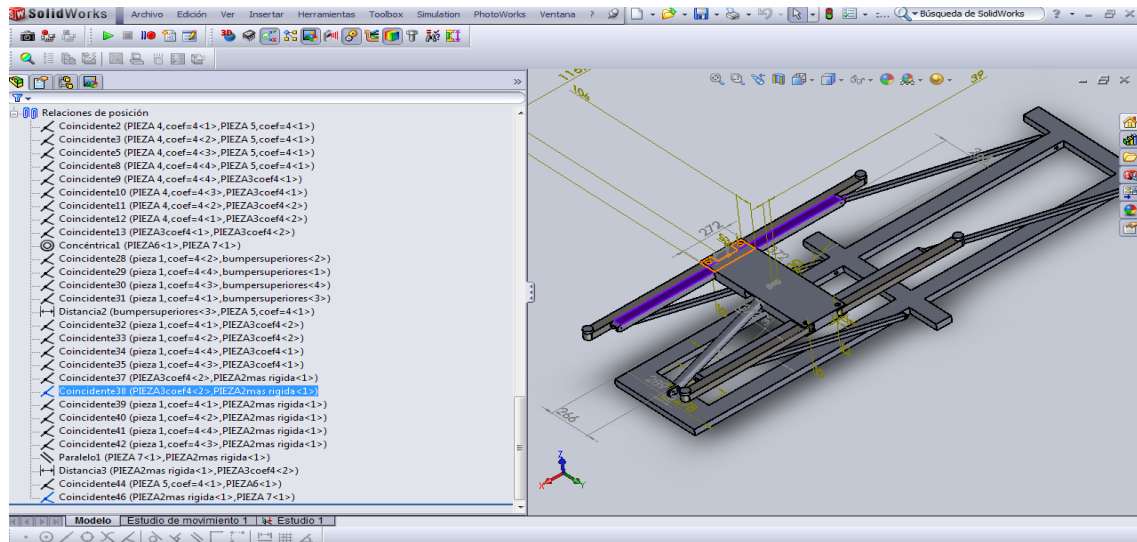 SolidWorks Archivo Edición Ver Insertar Herramientas Toolbox Simulation PhotoWorks Ventana ? Búsqueda de SolidWorks ?
Relaciones de posición
Coincidente2 (PIEZA 4,coef=4<1>,PIEZA 5,coef=4<1>)
Coincidente3 (PIEZA 4,coef=4<2>,PIEZA 5,coef=4<1>)
Coincidente5 (PIEZA 4,coef=4<3>,PIEZA 5,coef=4<1>)
Coincidente8 (PIEZA 4,coef=4<4>,PIEZA 5,coef=4<1>)
Coincidente9 (PIEZA 4,coef=4<4>,PIEZA3coef4<1>)
Coincidente10 (PIEZA 4,coef=4<3>,PIEZA3coef4<1>)
Coincidente11 (PIEZA 4,coef=4<2>,PIEZA3coef4<2>)
Coincidente12 (PIEZA 4,coef=4<1>,PIEZA3coef4<2>)
Coincidente13 (PIEZA3coef4<1>,PIEZA3coef4<2>)
Concéntrica1 (PIEZA6<1>,PIEZA 7<1>)
Coincidente28 (pieza 1,coef=4<2>,bumpersuperiores<2>)
Coincidente29 (pieza 1,coef=4<4>,bumpersuperiores<1>)
Coincidente30 (pieza 1,coef=4<3>,bumpersuperiores<4>)
Coincidente31 (pieza 1,coef=4<1>,bumpersuperiores<3>)
Distancia2 (bumpersuperiores<3>,PIEZA 5,coef=4<1>)
Coincidente32 (pieza 1,coef=4<1>,PIEZA3coef4<2>)
Coincidente33 (pieza 1,coef=4<2>,PIEZA3coef4<2>)
Coincidente34 (pieza 1,coef=4<4>,PIEZA3coef4<1>)
Coincidente35 (pieza 1,coef=4<3>,PIEZA3coef4<1>)
Coincidente37 (PIEZA3coef4<2>,PIEZA2mas rigida<1>)
Coincidente38 (PIEZA3coef4<2>,PIEZA2mas rigida<1>)
Coincidente39 (pieza 1,coef=4<1>,PIEZA2mas rigida<1>)
Coincidente40 (pieza 1,coef=4<2>,PIEZA2mas rigida<1>)
Coincidente41 (pieza 1,coef=4<4>,PIEZA2mas rigida<1>)
Coincidente42 (pieza 1,coef=4<3>,PIEZA2mas rigida<1>)
Paralelo1 (PIEZA 7<1>,PIEZA2mas rigida<1>)
Distancia3 (PIEZA2mas rigida<1>,PIEZA3coef4<2>)
Coincidente44 (PIEZA 5,coef=4<1>,PIEZA6<1>)
Coincidente46 (PIEZA2mas rigida<1>,PIEZA 7<1>)
106
39
272
266
Z
X
Y
Modelo Estudio de movimiento 1 Estudio 1